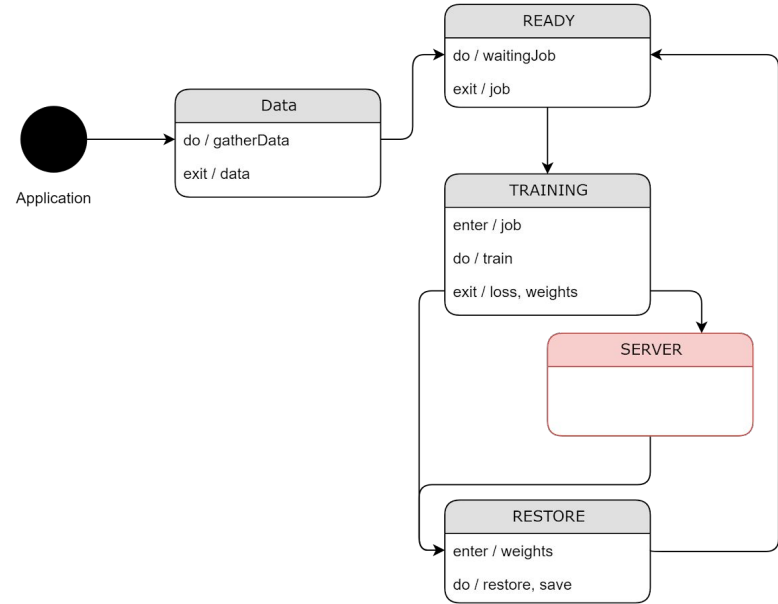 READY
do / waitingJob
exit / job
Data
do / gatherData
exit / data
Application
TRAINING
enter / job
do / train
exit / loss, weights
SERVER
RESTORE
enter / weights
do / restore, save